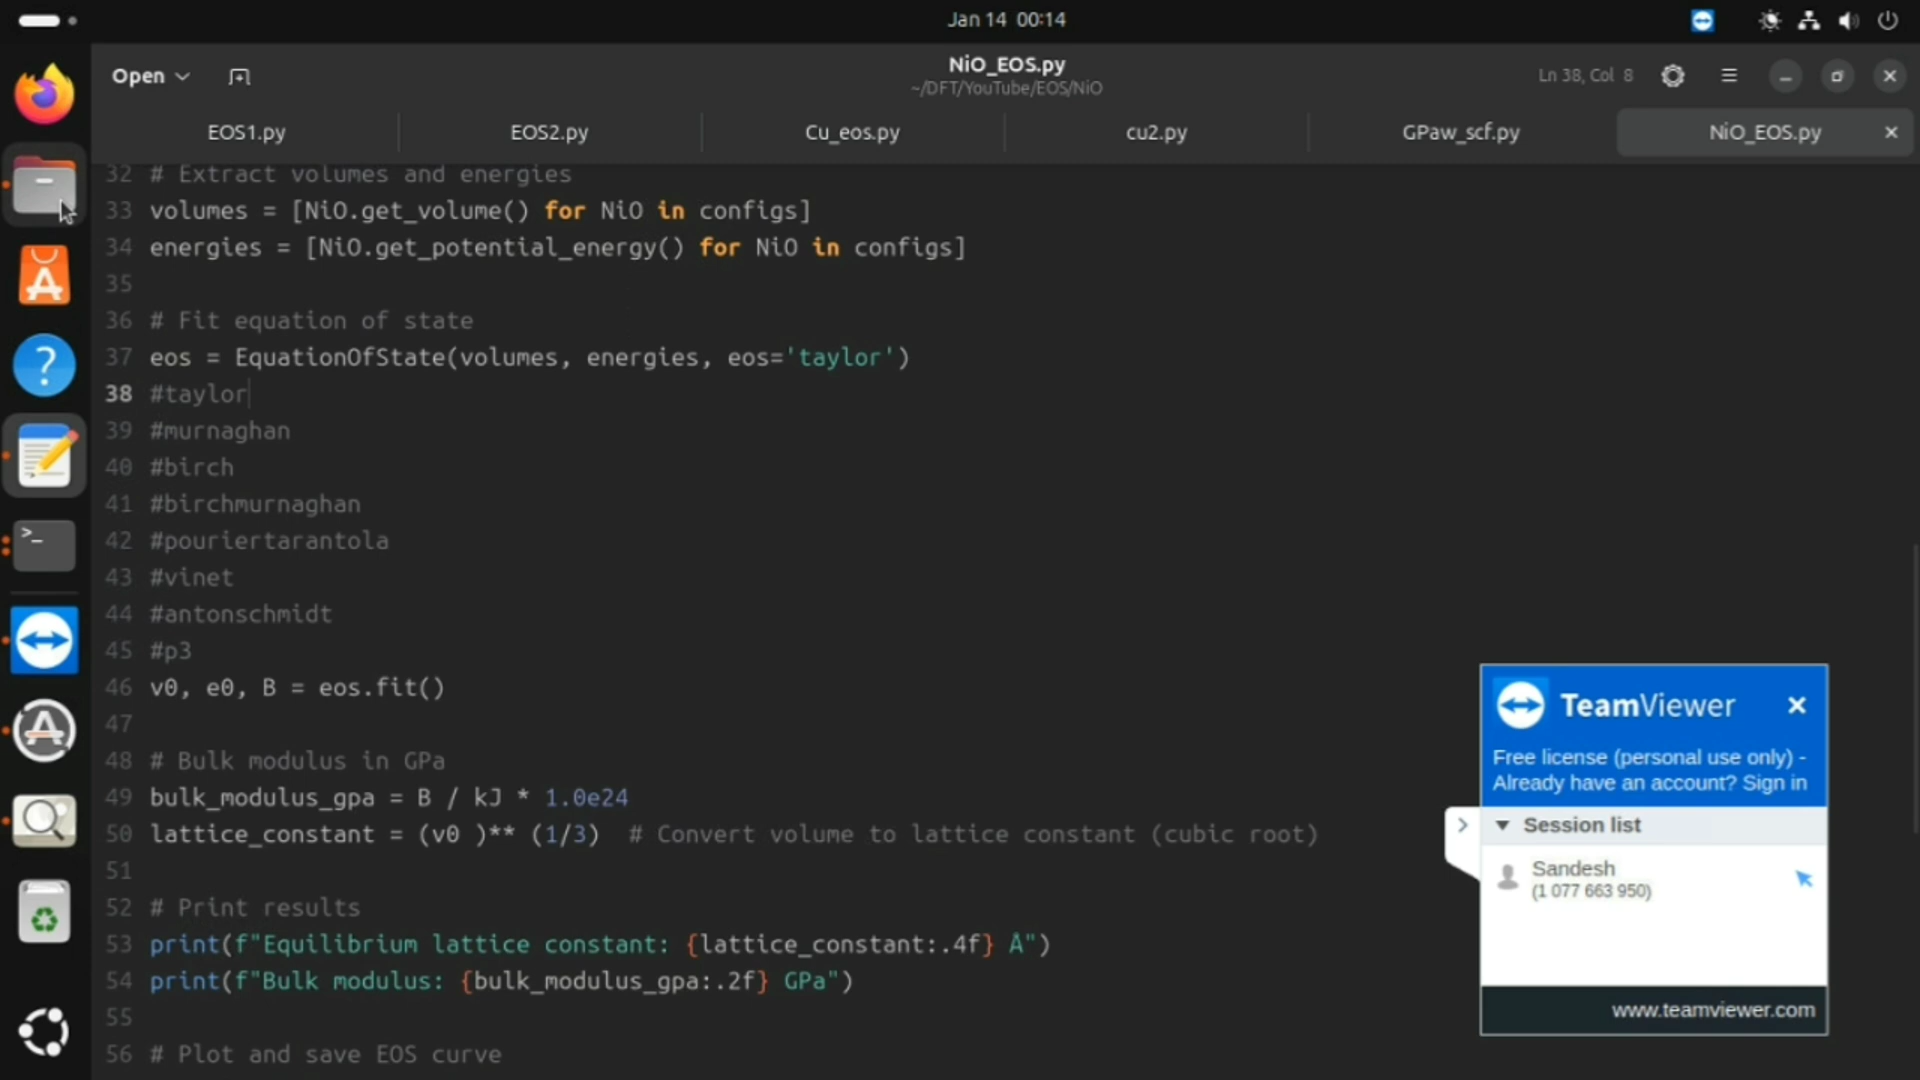 Jan 14 00:14
Open
NiO_EOS.py
~/DFT/YouTube/EOS/NiO
Ln 38, Col 8
EOS1.py
EOS2.py
Cu_eos.py
cu2.py
GPaw_scf.py
NiO_EOS.py
32 # Extract volumes and energies
33 volumes = [NiO.get_volume() for NiO in configs]
34 energies = [NiO.get_potential_energy() for NiO in configs]
35
36 # Fit equation of state
37 eos = EquationOfState(volumes, energies, eos='taylor')
38 #taylor
39 #murnaghan
40 #birch
41 #birchmurnaghan
42 #pouriertarantola
43 #vinet
44 #antonschmidt
45 #p3
46 v0, e0, B = eos.fit()
47
48 # Bulk modulus in GPa
49 bulk_modulus_gpa = B / kJ * 1.0e24
50 lattice_constant = (v0 )** (1/3)  # Convert volume to lattice constant (cubic root)
51
52 # Print results
53 print(f"Equilibrium lattice constant: {lattice_constant:.4f} Å")
54 print(f"Bulk modulus: {bulk_modulus_gpa:.2f} GPa")
55
56 # Plot and save EOS curve
TeamViewer
Free license (personal use only) -
Already have an account? Sign in
Session list
Sandesh
(1 077 663 950)
www.teamviewer.com